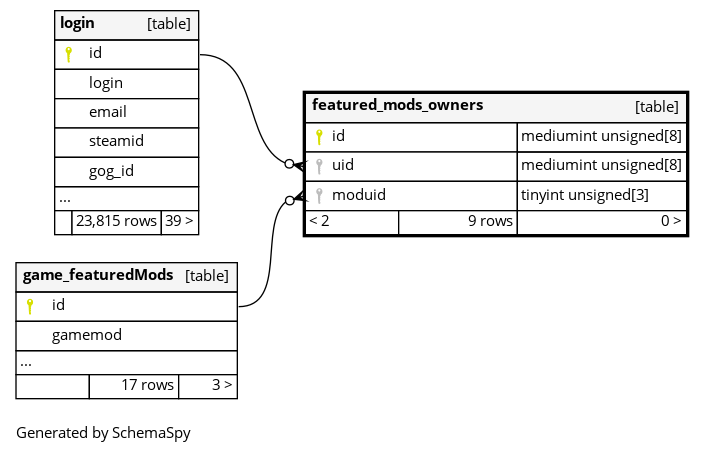 login [table]
id
login
email
steamid
gog_id
...
23,815 rows 39 >
featured_mods_owners [table]
id mediumint unsigned[8]
uid mediumint unsigned[8]
moduid tinyint unsigned[3]
< 2 9 rows 0 >
game_featuredMods [table]
id
gamemod
...
17 rows 3 >
Generated by SchemaSpy